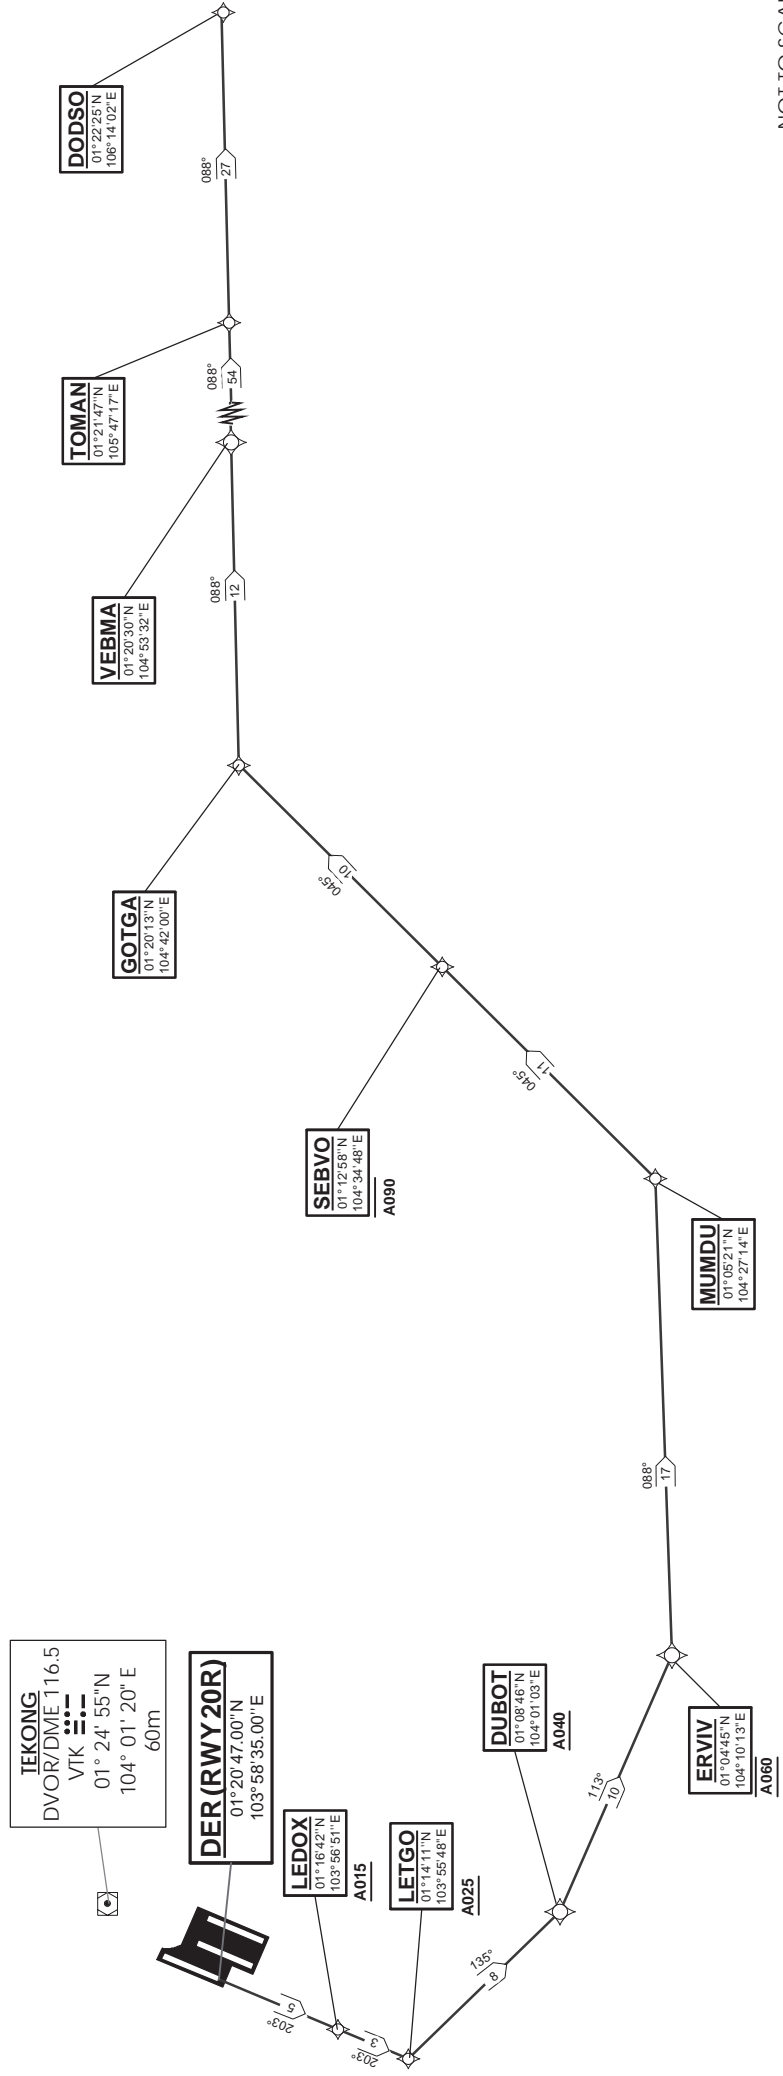 NOT TO SCAL
DODSO
01°22'25"N
106°14'02"E
088°
27
TOMAN
01°21'47"N
105°47'17"E
088°
54
VEBMA
01°20'30"N
104°53'32"E
088°
12
GOTGA
01°20'13"N
104°42'00"E
045°
10
SEBVO
01°12'58"N
104°34'48"E
A090
045°
11
MUMDU
01°05'21"N
104°27'14"E
088°
17
ERVIV
01°04'45"N
104°10'13"E
A060
113°
10
DUBOT
01°08'46"N
104°01'03"E
A040
135°
8
LETGO
01°14'11"N
103°55'48"E
A025
203°
3
LEDOX
01°16'42"N
103°56'51"E
A015
203°
5
DER(RWY 20R)
01°20'47.00"N
103°58'35.00"E
TEKONG
DVOR/DME 116.5
VTK
01° 24' 55"N
104° 01' 20" E
60m